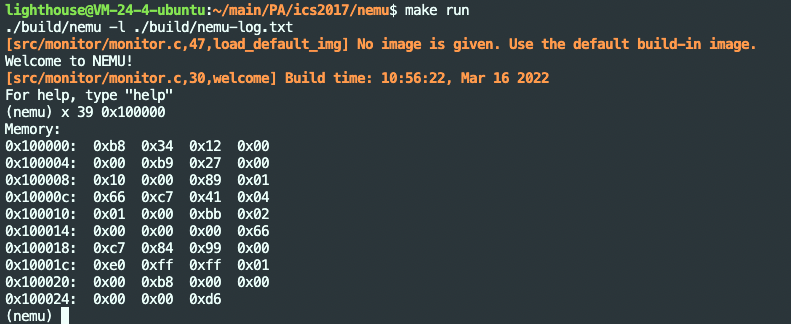 lighthouse@VM-24-4-ubuntu:~/main/PA/ics2017/nemu$ make run
./build/nemu -l ./build/nemu-log.txt
[src/monitor/monitor.c,47,load_default_img] No image is given. Use the default build-in image.
Welcome to NEMU!
[src/monitor/monitor.c,30,welcome] Build time: 10:56:22, Mar 16 2022
For help, type "help"
(nemu) x 39 0x100000
Memory:
0x100000:  0xb8  0x34  0x12  0x00
0x100004:  0x00  0xb9  0x27  0x00
0x100008:  0x10  0x00  0x89  0x01
0x10000c:  0x66  0xc7  0x41  0x04
0x100010:  0x01  0x00  0xbb  0x02
0x100014:  0x00  0x00  0x00  0x66
0x100018:  0xc7  0x84  0x99  0x00
0x10001c:  0xe0  0xff  0xff  0x01
0x100020:  0x00  0xb8  0x00  0x00
0x100024:  0x00  0x00  0xd6
(nemu)